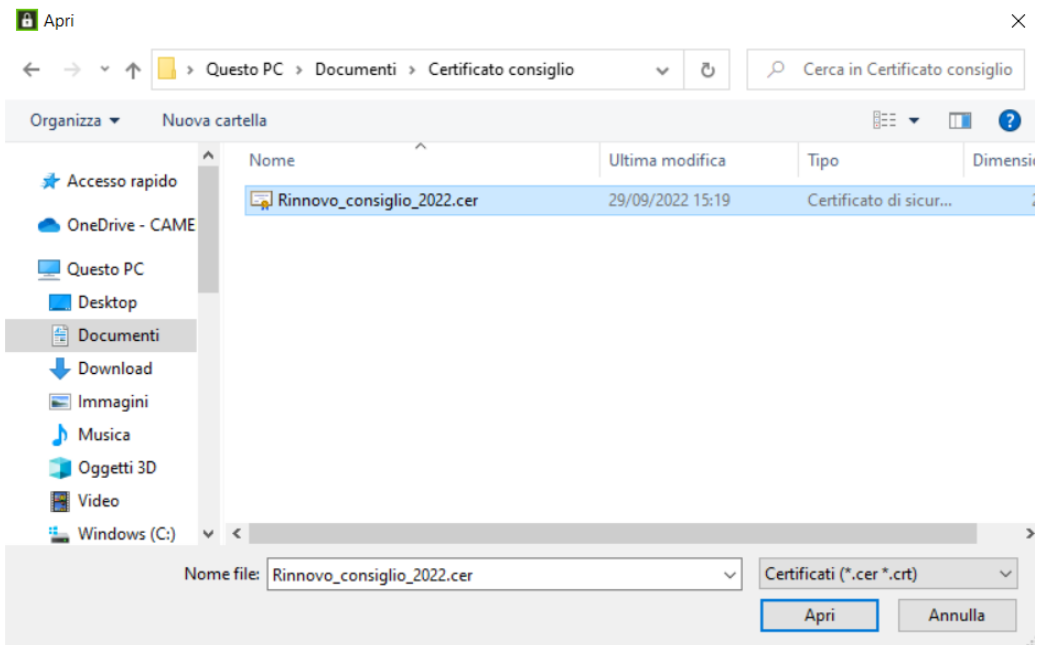 Apri
Questo PC > Documenti > Certificato consiglio
Cerca in Certificato consiglio
Organizza
Nuova cartella
Nome
Ultima modifica
Tipo
Dimensi
Accesso rapido
Rinnovo_consiglio_2022.cer
29/09/2022 15:19
Certificato di sicur...
OneDrive - CAME
Questo PC
Desktop
Documenti
Download
Immagini
Musica
Oggetti 3D
Video
Windows (C:)
Nome file:
Rinnovo_consiglio_2022.cer
Certificati (*.cer *.crt)
Apri
Annulla